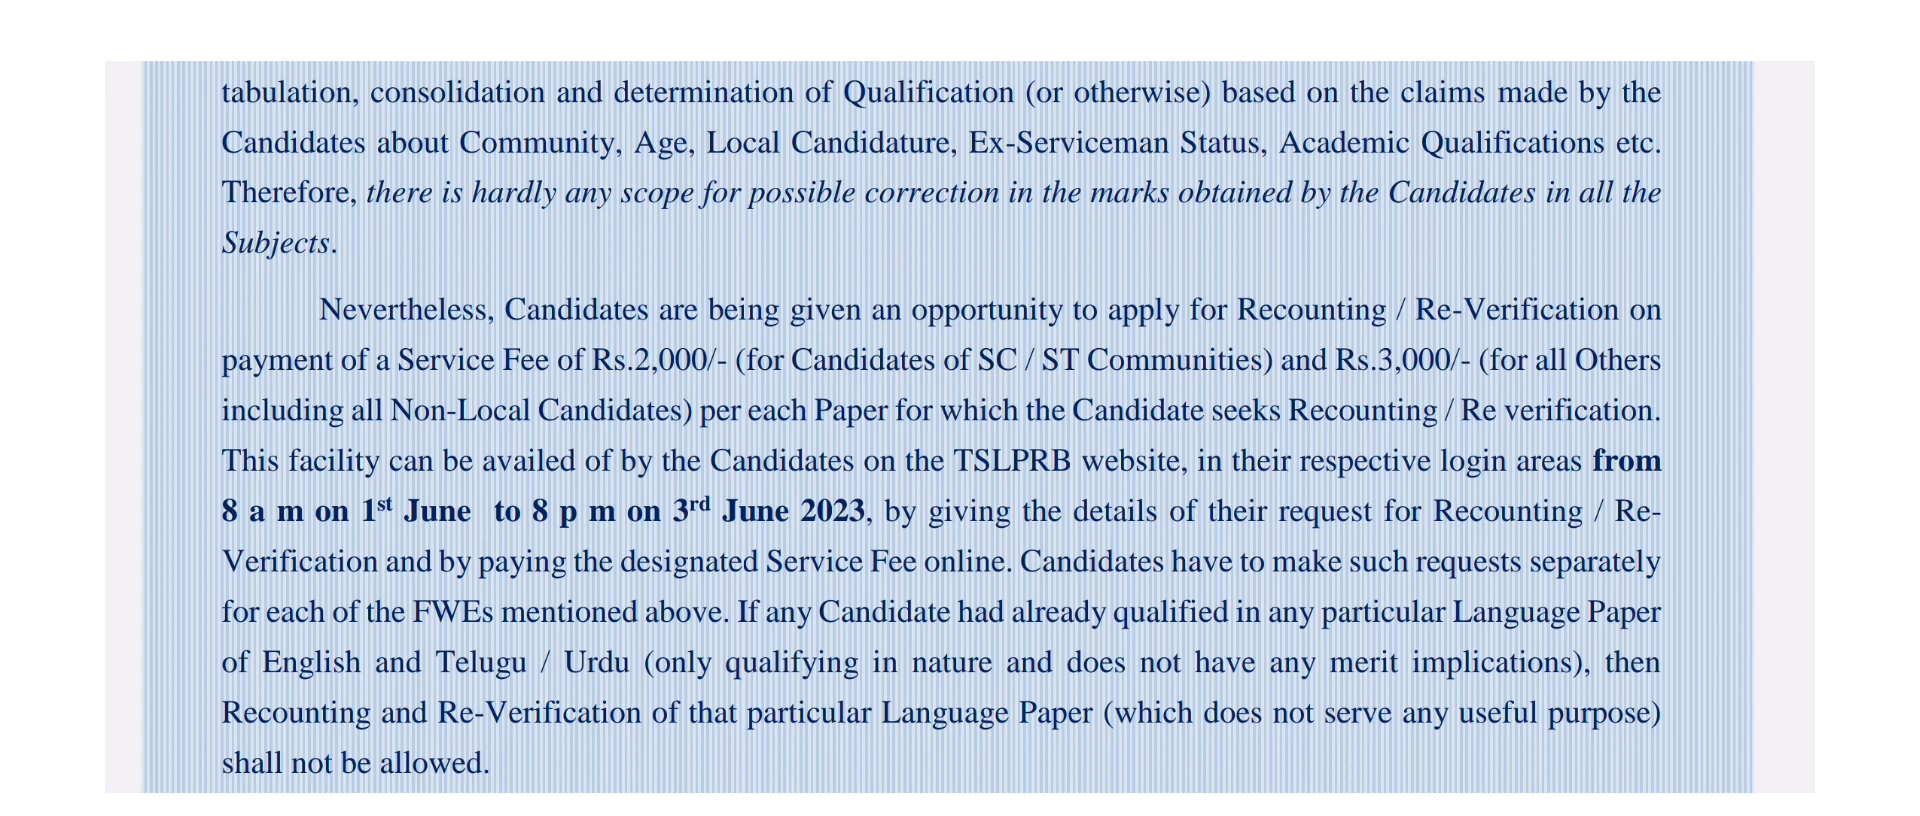 tabulation, consolidation and determination of Qualification (or otherwise) based on the claims made by the
Candidates about Community, Age, Local Candidature, Ex-Serviceman Status, Academic Qualifications etc.
Therefore, there is hardly any scope for possible correction in the marks obtained by the Candidates in all the
Subjects.
Nevertheless, Candidates are being given an opportunity to apply for Recounting / Re-Verification on
payment of a Service Fee of Rs.2,000/- (for Candidates of SC / ST Communities) and Rs.3,000/- (for all Others
including all Non-Local Candidates) per each Paper for which the Candidate seeks Recounting / Re verification.
This facility can be availed of by the Candidates on the TSLPRB website, in their respective login areas from
8 a m on 1st June to 8 p m on 3rd June 2023, by giving the details of their request for Recounting / Re-
Verification and by paying the designated Service Fee online. Candidates have to make such requests separately
for each of the FWEs mentioned above. If any Candidate had already qualified in any particular Language Paper
of English and Telugu / Urdu (only qualifying in nature and does not have any merit implications), then
Recounting and Re-Verification of that particular Language Paper (which does not serve any useful purpose)
shall not be allowed.